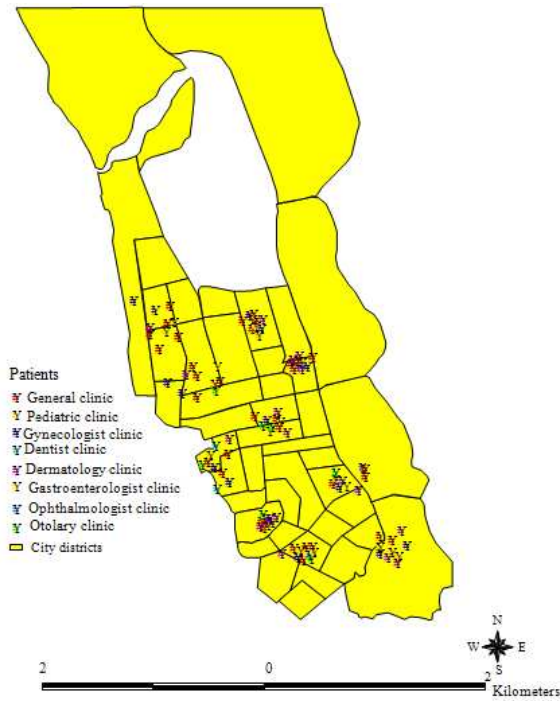 Patients
General clinic
Pediatric clinic
Gynecologist clinic
Dentist clinic
Dermatology clinic
Gastroenterologist clinic
Ophthalmologist clinic
Otolary clinic
City districts
N
W E
S
2 0 2
Kilometers